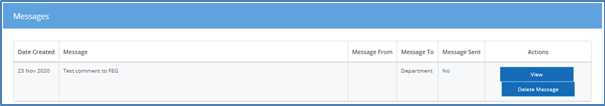 Messages
Date Created Message Message From Message To Message Sent Actions
23 Nov 2020 Test comment to FEG Department No View
Delete Message